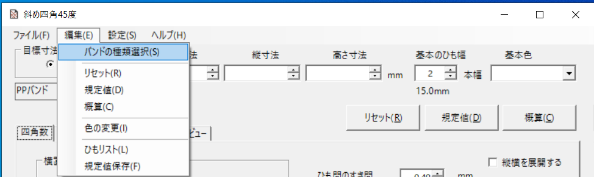 斜め四角45度
ファイル(F) 編集(E) 設定(S) ヘルプ(H)
バンドの種類選択(S)
リセット(R)
規定値(D)
概算(C)
色の変更(I)
ひもリスト(L)
規定値保存(F)
目標寸法
縦寸法 高さ寸法 基本のひも幅 基本色
mm 2 本幅
15.0mm
PPバンド
リセット(R) 規定値(D) 概算(C)
四角数
ビュー
縦横を展開する
ひも間のすき間 0.40 mm